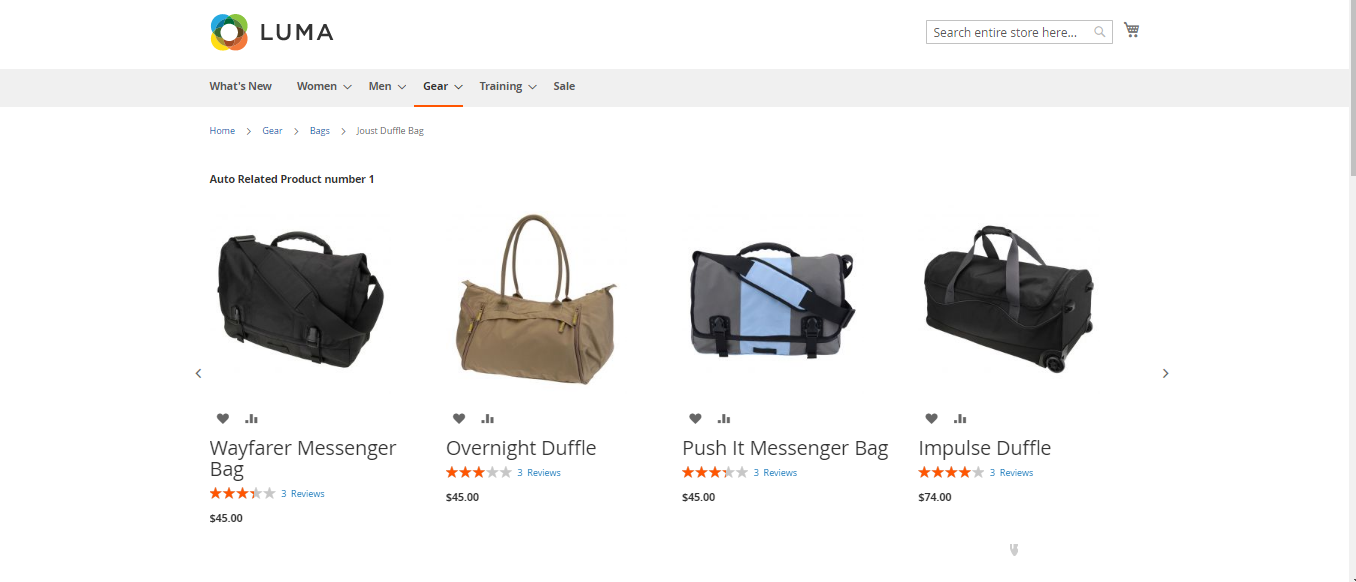 LUMA
Search entire store here...
What's New Women Men Gear Training Sale
Home > Gear > Bags > Joust Duffle Bag
Auto Related Product number 1
Wayfarer Messenger
Bag
3 Reviews
$45.00
Overnight Duffle
3 Reviews
$45.00
Push It Messenger Bag
3 Reviews
$45.00
Impulse Duffle
3 Reviews
$74.00